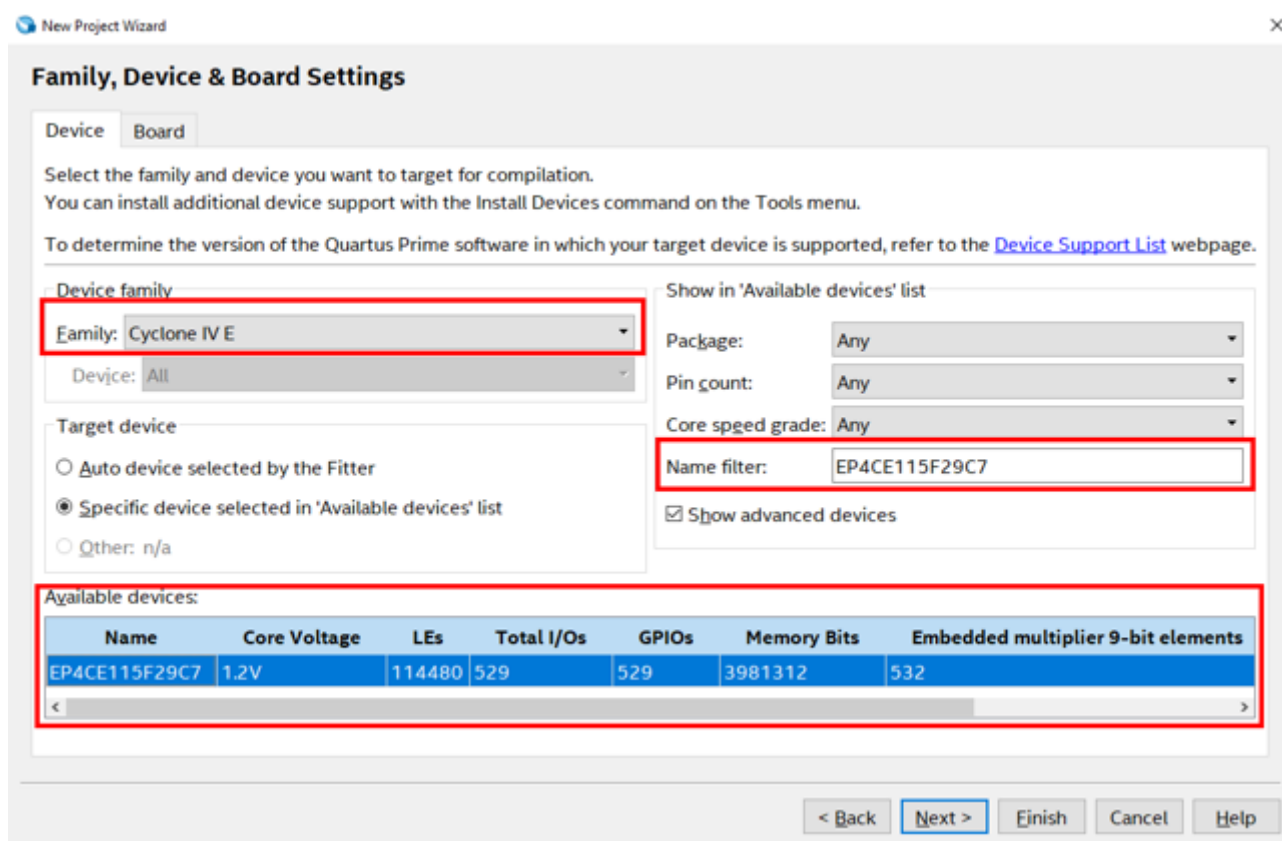 New Project Wizard
Family, Device & Board Settings
Device Board
Select the family and device you want to target for compilation.
You can install additional device support with the Install Devices command on the Tools menu.
To determine the version of the Quartus Prime software in which your target device is supported, refer to the Device Support List webpage.
Device family
Family: Cyclone IV E
Device: All
Target device
Auto device selected by the Fitter
Specific device selected in 'Available devices' list
Other: n/a
Show in 'Available devices' list
Package: Any
Pin count: Any
Core speed grade: Any
Name filter: EP4CE115F29C7
Show advanced devices
Available devices:
Name Core Voltage LEs Total I/Os GPIOs Memory Bits Embedded multiplier 9-bit elements
EP4CE115F29C7 1.2V 114480 529 529 3981312 532
< Back Next > Finish Cancel Help